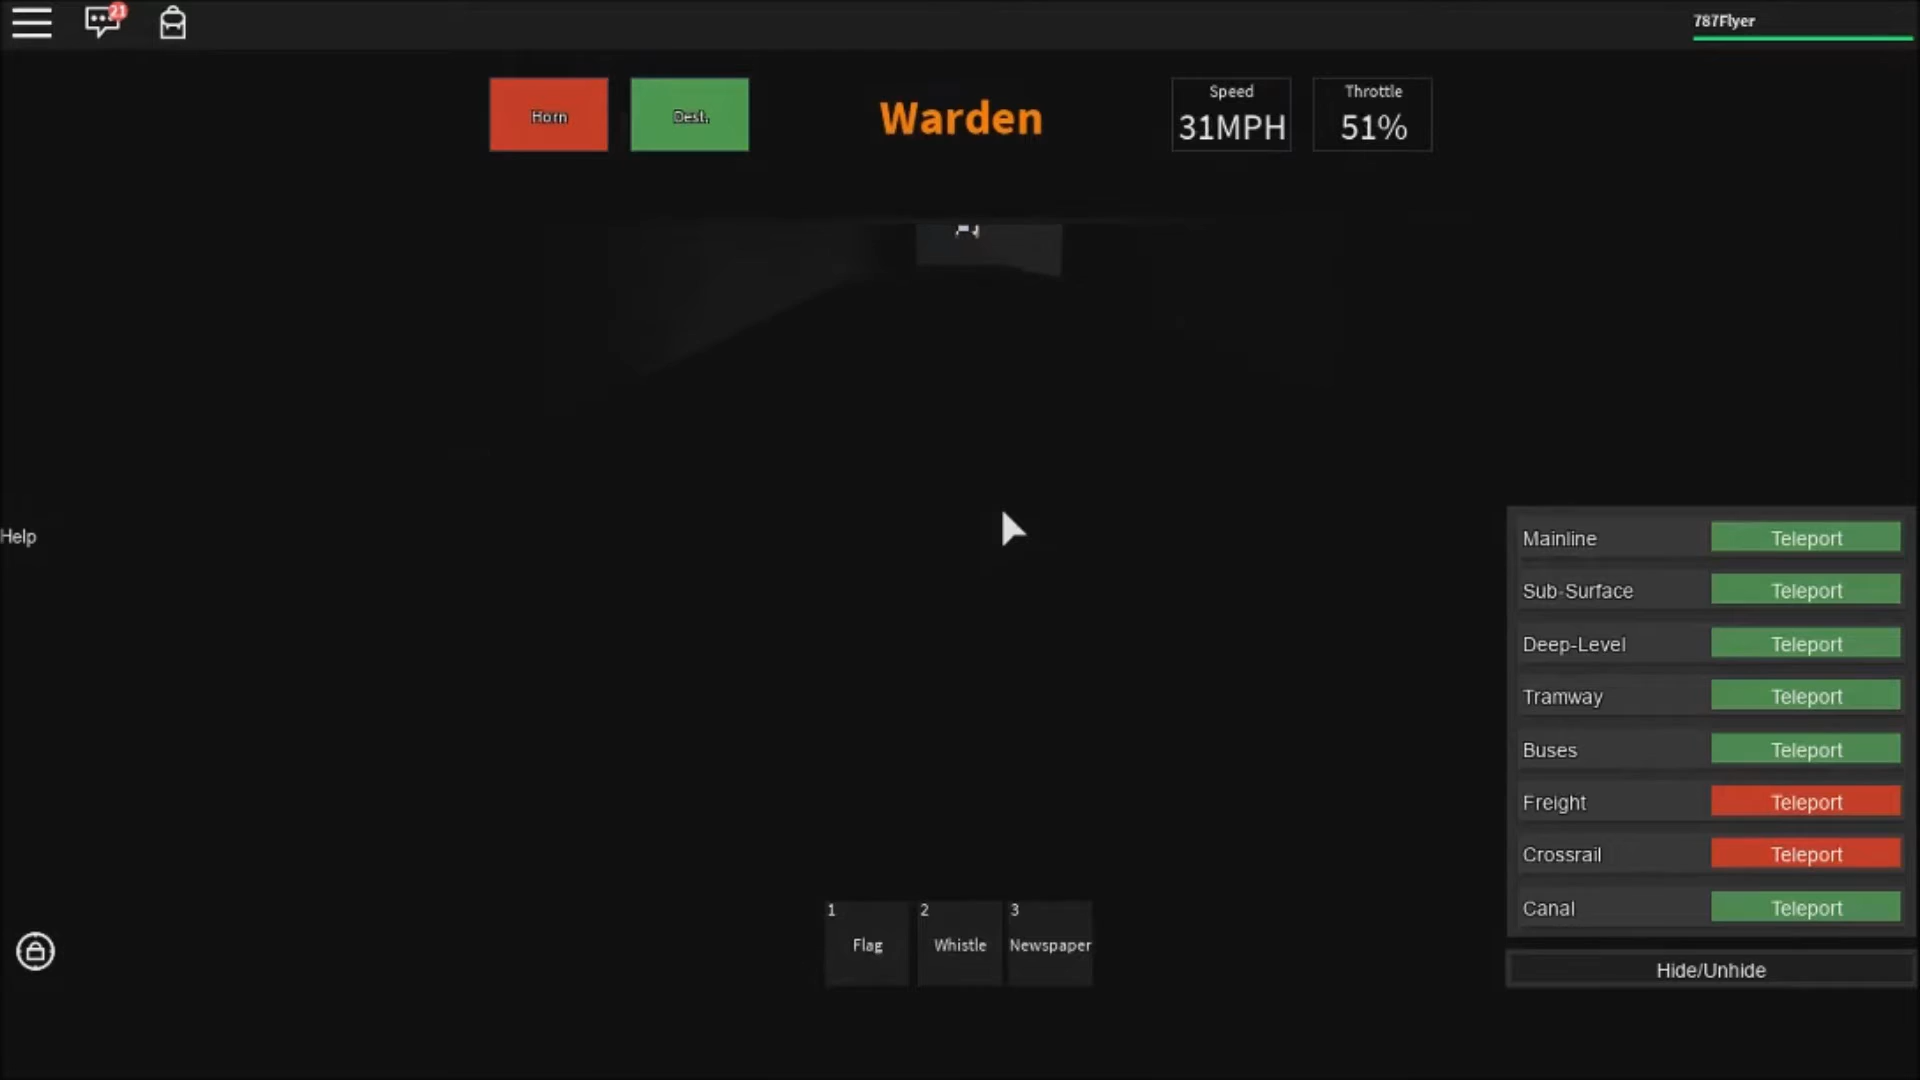 21
787Flyer
Horn
Dest.
Warden
Speed
31MPH
Throttle
51%
Help
Mainline Teleport
Sub-Surface Teleport
Deep-Level Teleport
Tramway Teleport
Buses Teleport
Freight Teleport
Crossrail Teleport
Canal Teleport
Hide/Unhide
1 Flag
2 Whistle
3 Newspaper